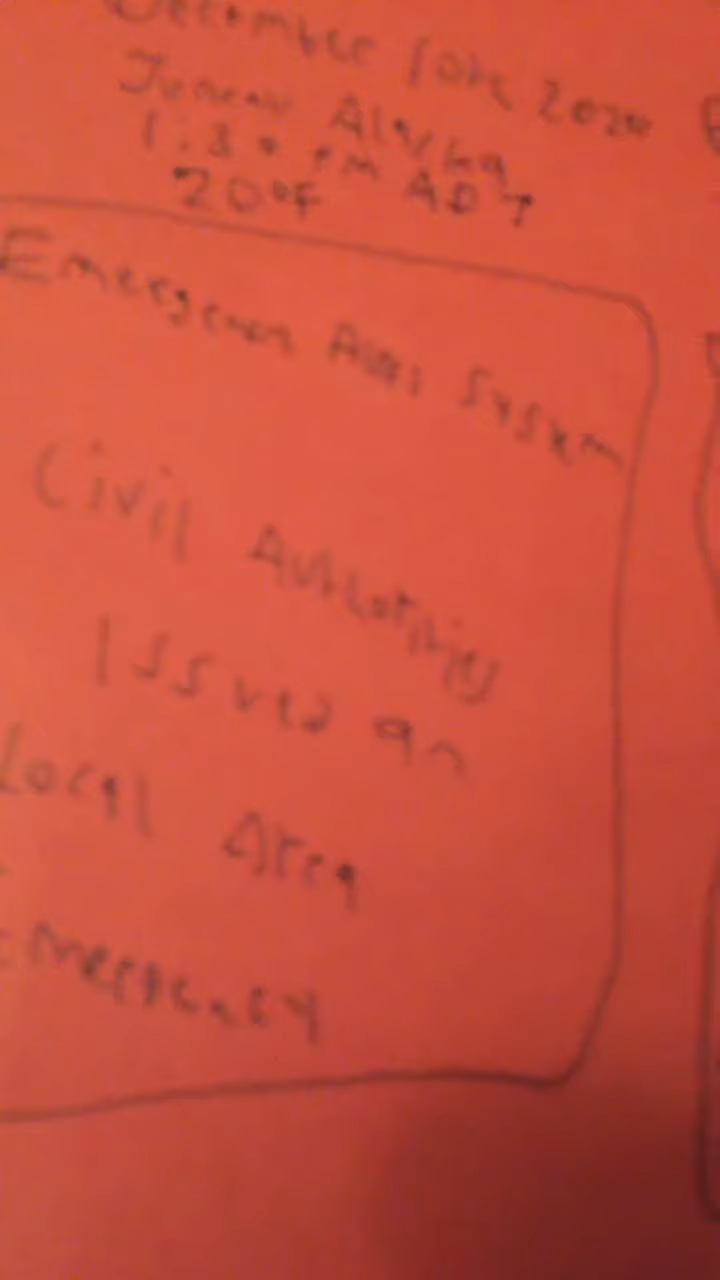 December 10th 2020
Juneau Alaska
1:30 PM ADT
20°F
Emergency Alert System
Civil Authorities
Issued an
Local Area
Emergency